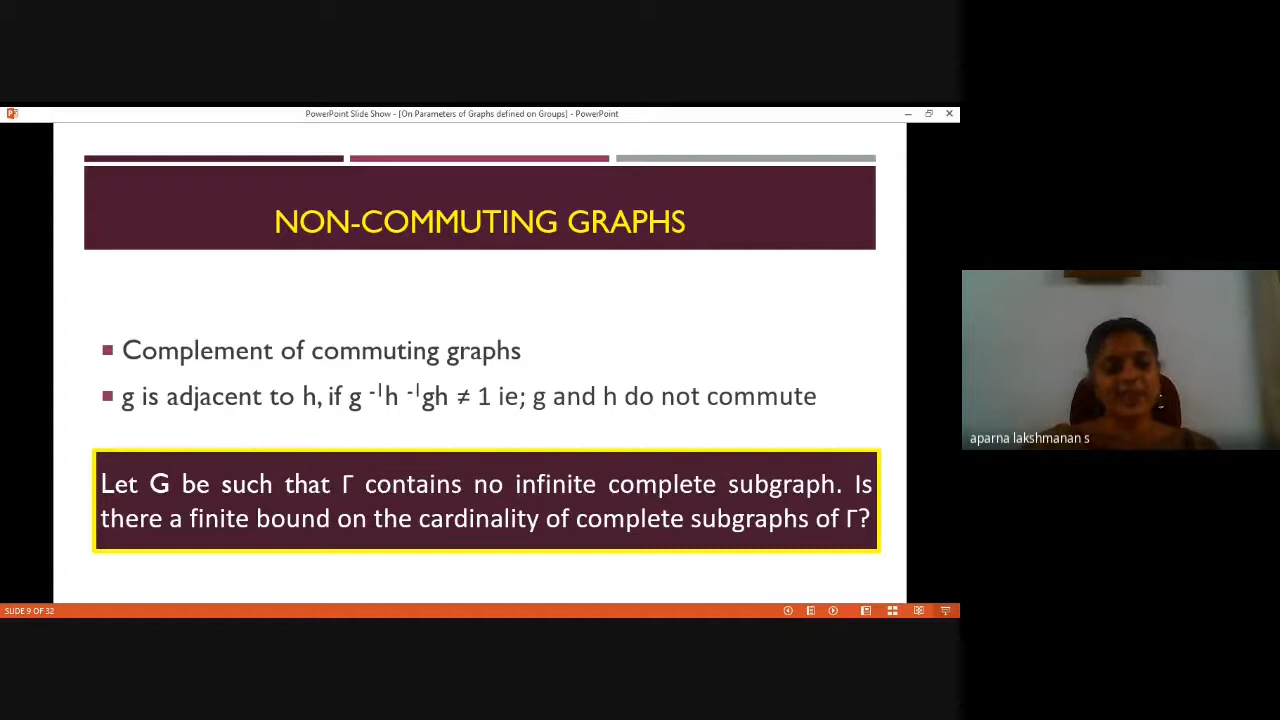 PowerPoint Slide Show - [On Parameters of Graphs defined on Groups] - PowerPoint
NON-COMMUTING GRAPHS
Complement of commuting graphs
g is adjacent to h, if g ⁻¹h ⁻¹gh ≠ 1 ie; g and h do not commute
aparna lakshmanan s
Let G be such that Γ contains no infinite complete subgraph. Is
there a finite bound on the cardinality of complete subgraphs of Γ?
SLIDE 9 OF 32